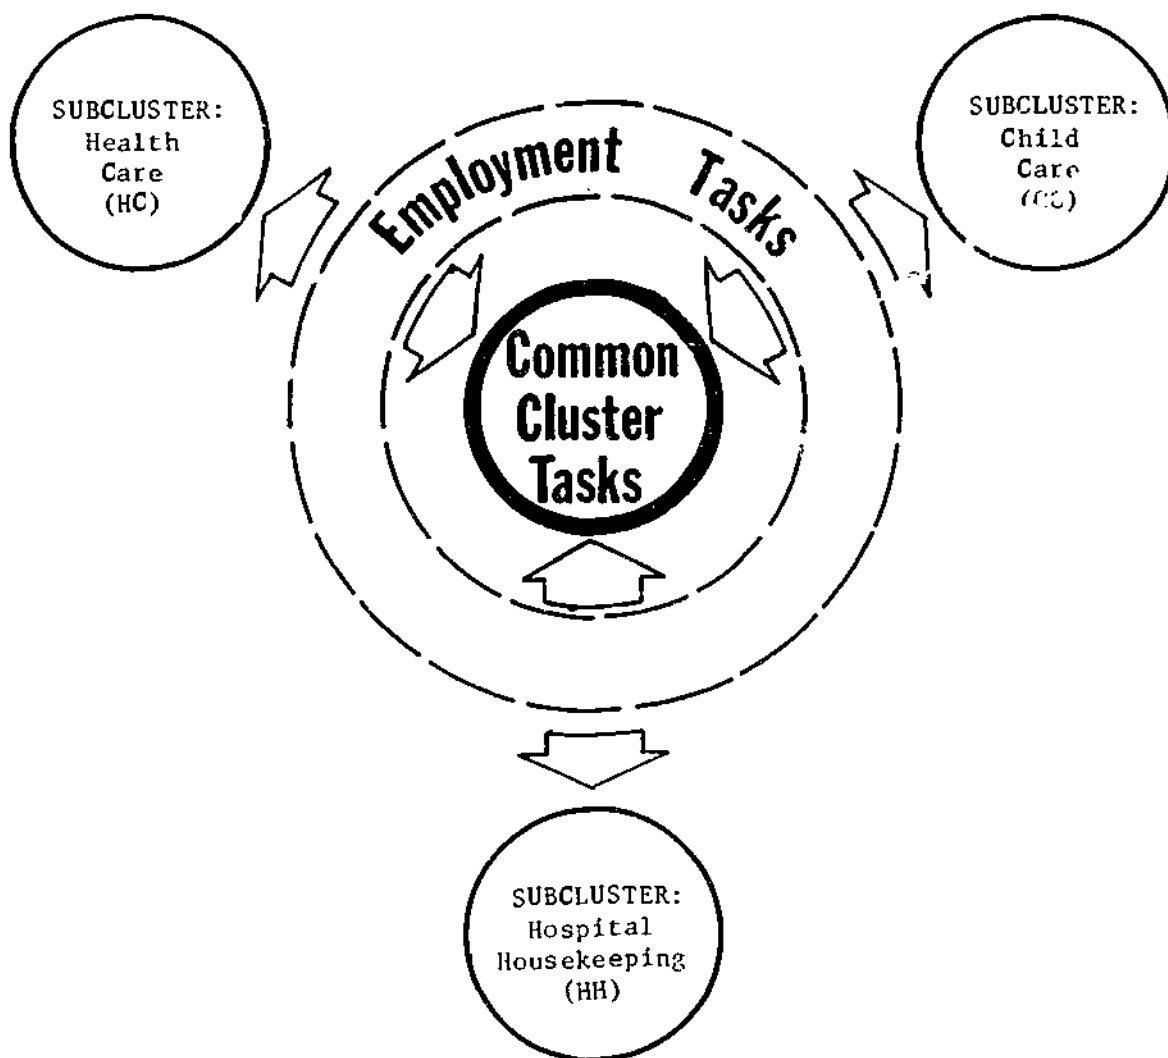 SUBCLUSTER:
Health
Care
(HC)
SUBCLUSTER:
Child
Care
Employment Tasks
Common
Cluster
Tasks
SUBCLUSTER:
Hospital
Housekeeping
(HH)